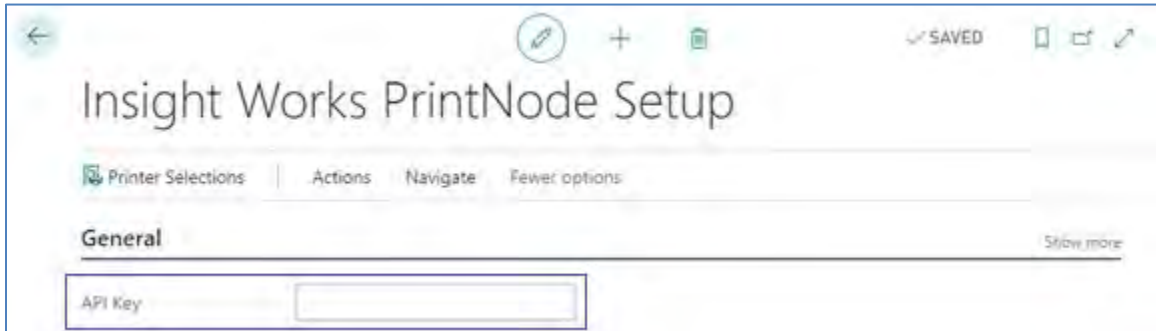 SAVED
Insight Works PrintNode Setup
Printer Selections Actions Navigate Fewer options
General Show more
API Key